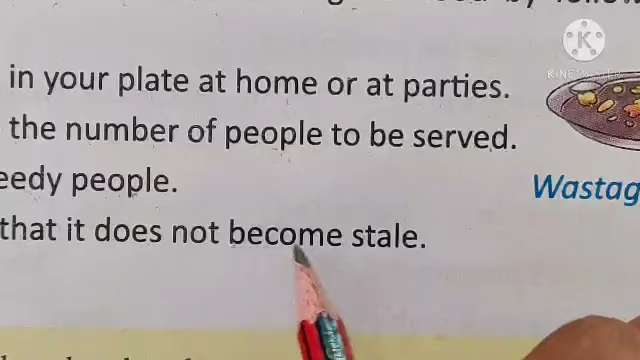 in your plate at home or at parties.
the number of people to be served.
eedy people.
that it does not become stale.
Wastag
KINEMASTER